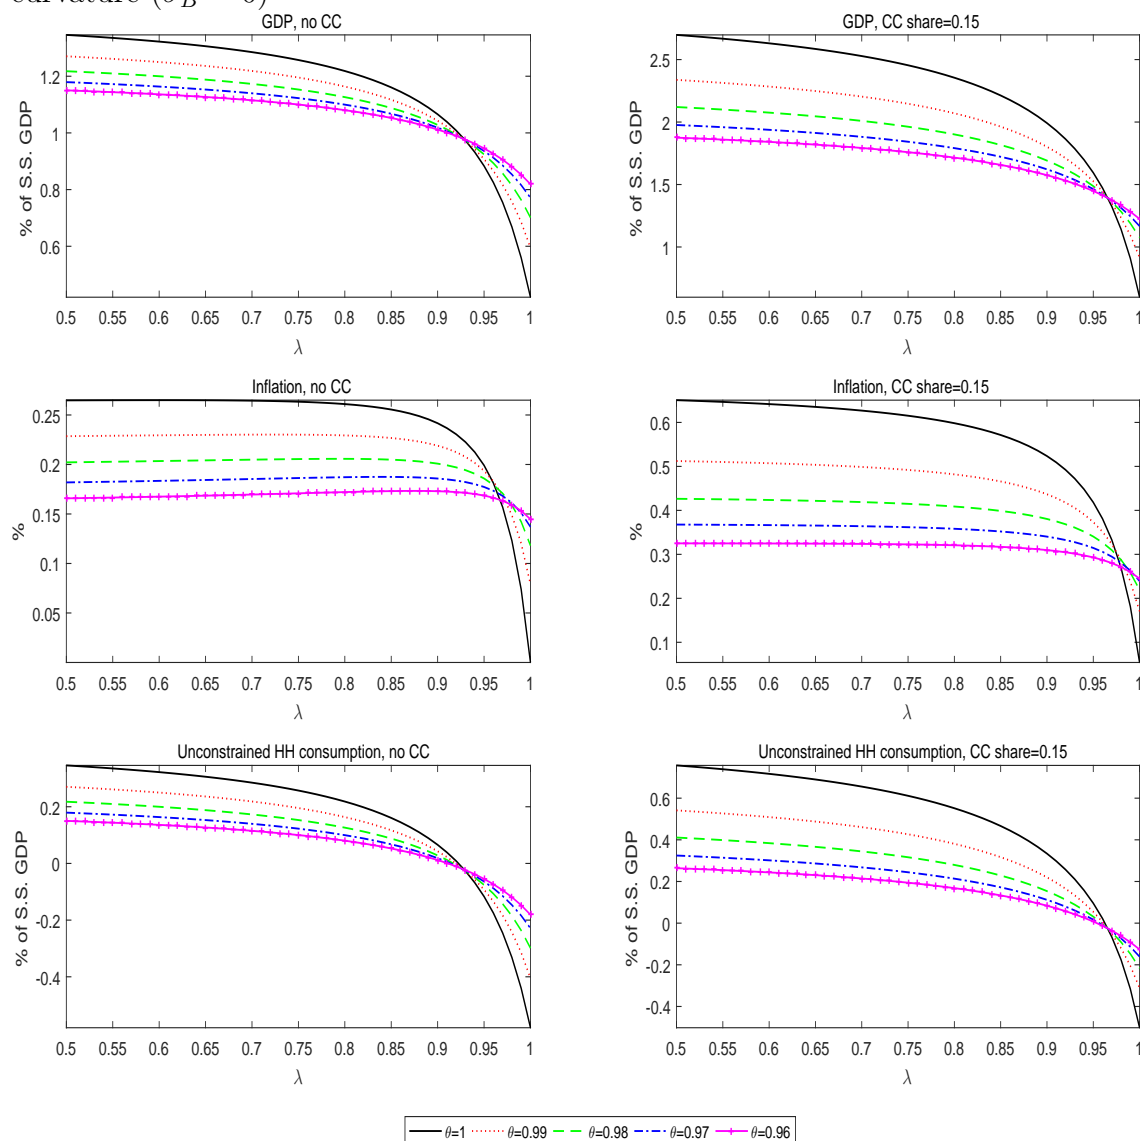 GDP, no CC
GDP, CC share=0.15
% of S.S. GDP
1.2
1
0.8
0.6
0.5 0.55 0.6 0.65 0.7 0.75 0.8 0.85 0.9 0.95 1
λ
% of S.S. GDP
2.5
2
1.5
1
0.5 0.55 0.6 0.65 0.7 0.75 0.8 0.85 0.9 0.95 1
λ
Inflation, no CC
Inflation, CC share=0.15
%
0.25
0.2
0.15
0.1
0.05
0.5 0.55 0.6 0.65 0.7 0.75 0.8 0.85 0.9 0.95 1
λ
%
0.6
0.5
0.4
0.3
0.2
0.1
0.5 0.55 0.6 0.65 0.7 0.75 0.8 0.85 0.9 0.95 1
λ
Unconstrained HH consumption, no CC
Unconstrained HH consumption, CC share=0.15
% of S.S. GDP
0.2
0
-0.2
-0.4
0.5 0.55 0.6 0.65 0.7 0.75 0.8 0.85 0.9 0.95 1
λ
% of S.S. GDP
0.6
0.4
0.2
0
-0.2
-0.4
0.5 0.55 0.6 0.65 0.7 0.75 0.8 0.85 0.9 0.95 1
λ
θ=1 θ=0.99 θ=0.98 θ=0.97 θ=0.96